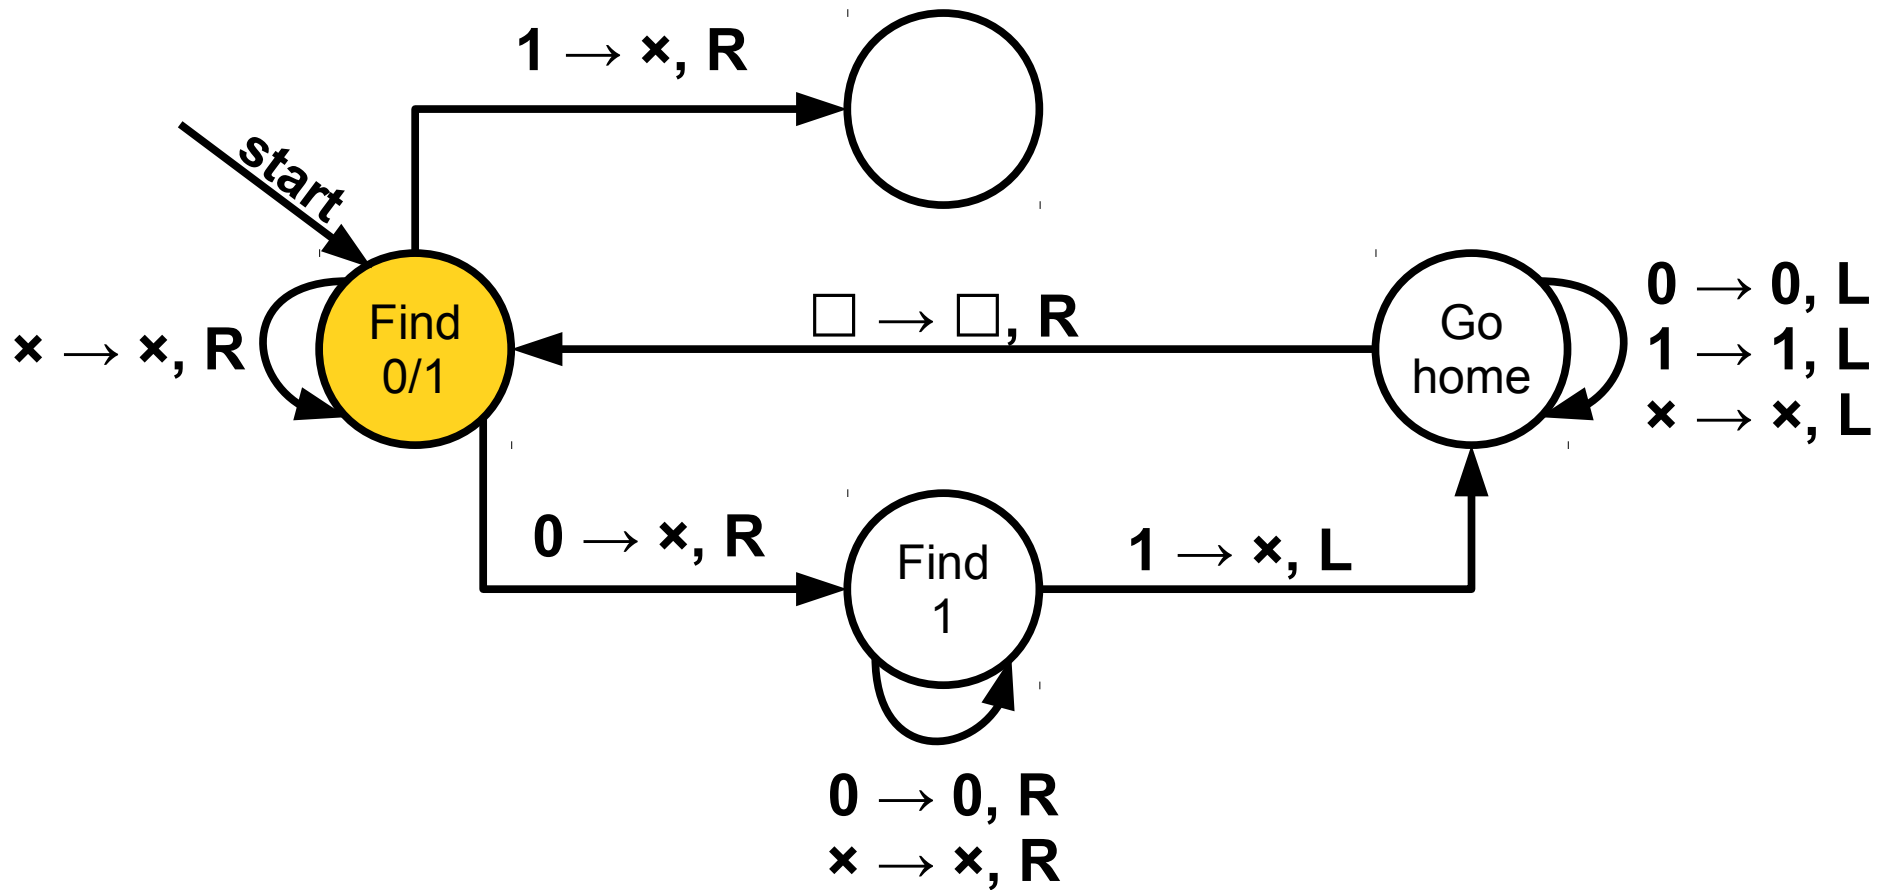 1 → ×, R
start
Find
0/1
× → ×, R
□ → □, R
Go
home
0 → 0, L
1 → 1, L
× → ×, L
0 → ×, R
Find
1
1 → ×, L
0 → 0, R
× → ×, R